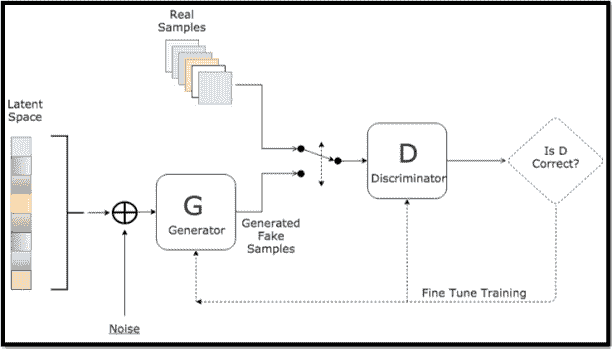 Real
Samples
Latent
Space
D
Discriminator
Is D
Correct?
G
Generator
Generated
Fake
Samples
Fine Tune Training
Noise